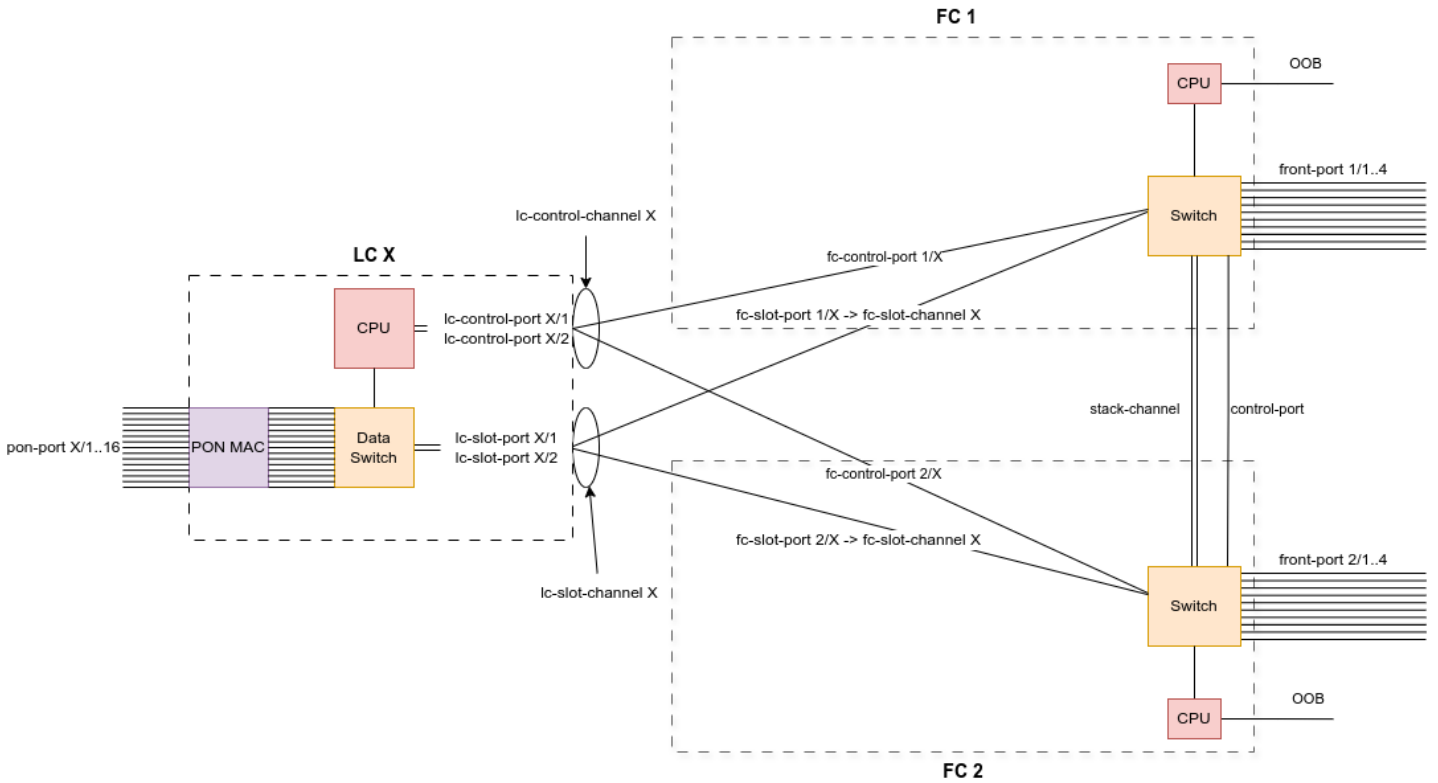 FC 1
CPU
OOB
front-port 1/1..4
Switch
lc-control-channel X
LC X
fc-control-port 1/X
CPU
lc-control-port X/1
lc-control-port X/2
fc-slot-port 1/X -> fc-slot-channel X
stack-channel
control-port
pon-port X/1..16
PON MAC
Data
Switch
lc-slot-port X/1
lc-slot-port X/2
fc-control-port 2/X
fc-slot-port 2/X -> fc-slot-channel X
lc-slot-channel X
front-port 2/1..4
Switch
OOB
CPU
FC 2